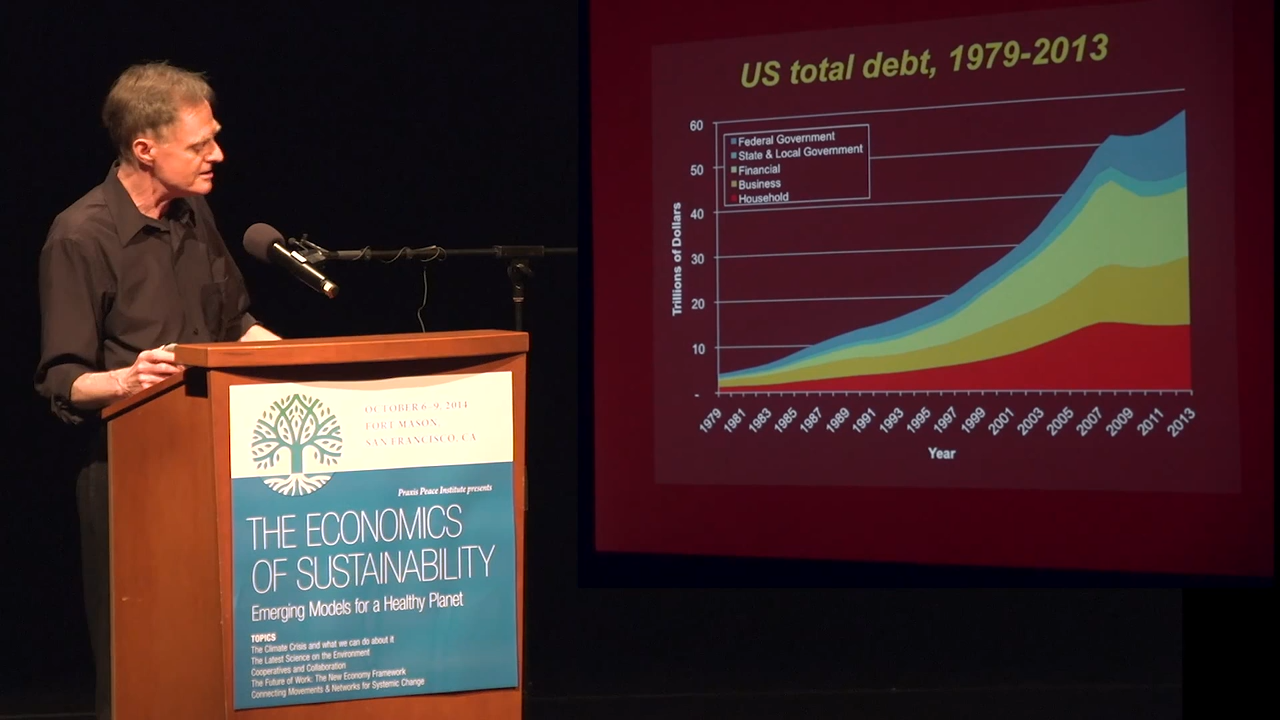 US total debt, 1979-2013
60
50
40
30
20
10
-
Trillions of Dollars
Federal Government
State & Local Government
Financial
Business
Household
1979 1981 1983 1985 1987 1989 1991 1993 1995 1997 1999 2001 2003 2005 2007 2009 2011 2013
Year
OCTOBER 6-9, 2014
FORT MASON,
SAN FRANCISCO, CA
Praxis Peace Institute presents
THE ECONOMICS
OF SUSTAINABILITY
Emerging Models for a Healthy Planet
TOPICS
The Climate Crisis and what we can do about it
The Latest Science on the Environment
Cooperatives and Collaboration
The Future of Work: The New Economy Framework
Connecting Movements & Networks for Systemic Change